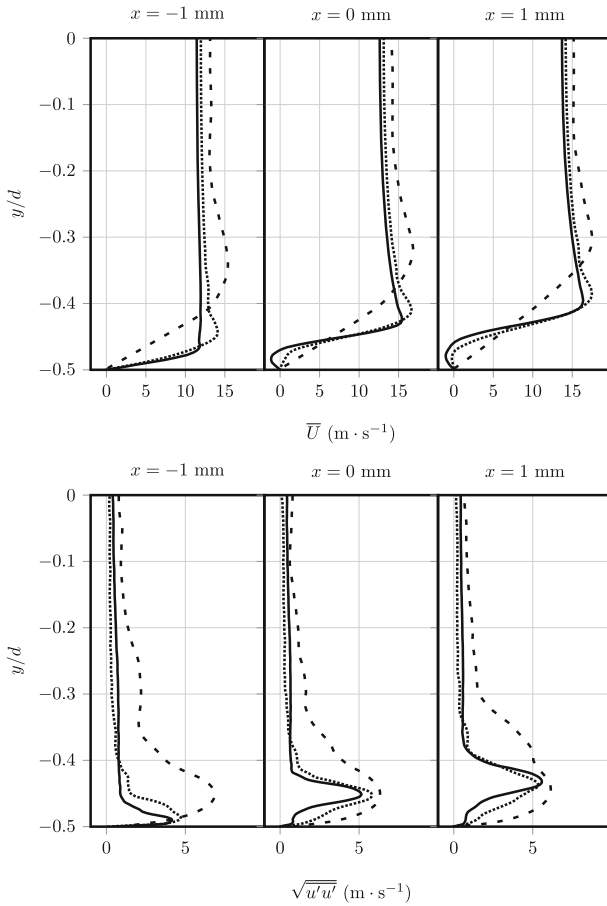 x = −1 mm x = 0 mm x = 1 mm
0
−0.1
−0.2
−0.3
−0.4
−0.5
y/d
0 5 10 15 0 5 10 15 0 5 10 15
U̅ (m · s⁻¹)
x = −1 mm x = 0 mm x = 1 mm
0
−0.1
−0.2
−0.3
−0.4
−0.5
y/d
0 5 0 5 0 5
√u′u′ (m · s⁻¹)